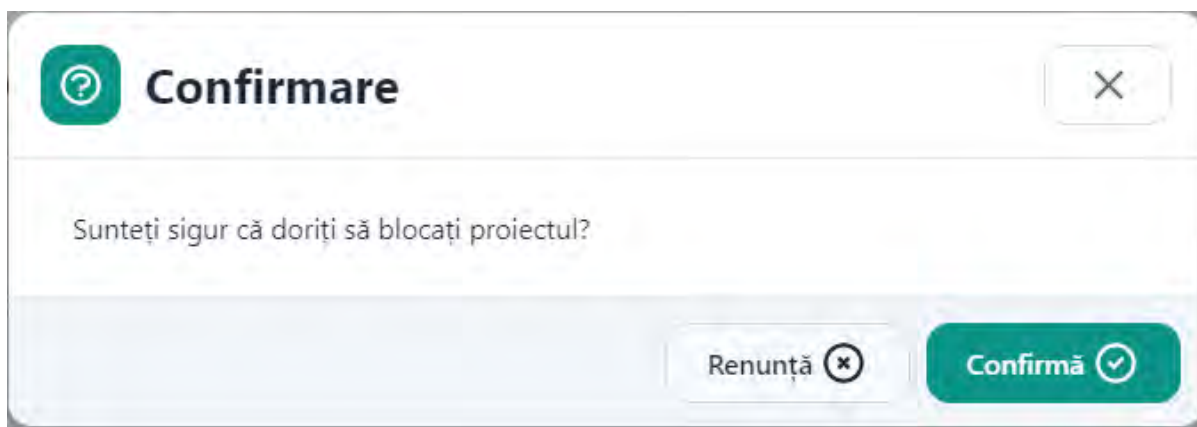 Confirmare
Sunteți sigur că doriți să blocați proiectul?
Renunță
Confirmă